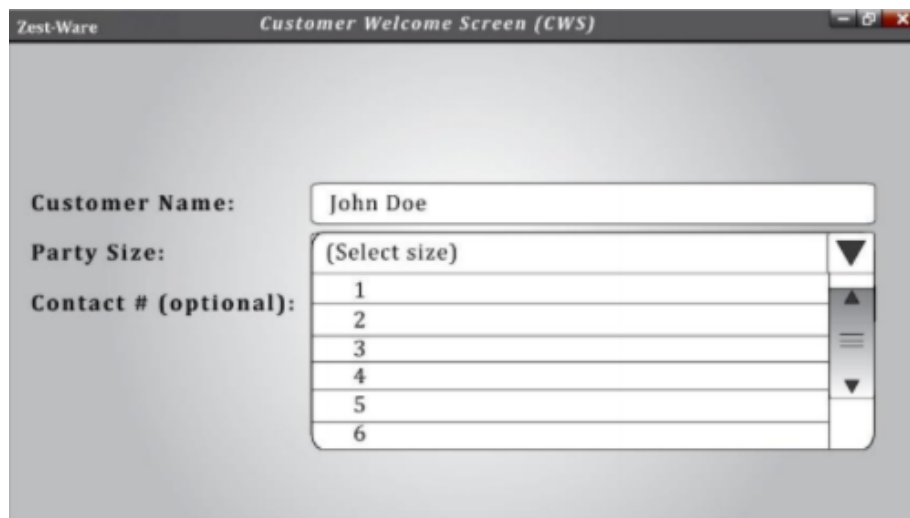 Zest-Ware Customer Welcome Screen (CWS)
Customer Name: John Doe
Party Size: (Select size)
Contact # (optional):
1
2
3
4
5
6